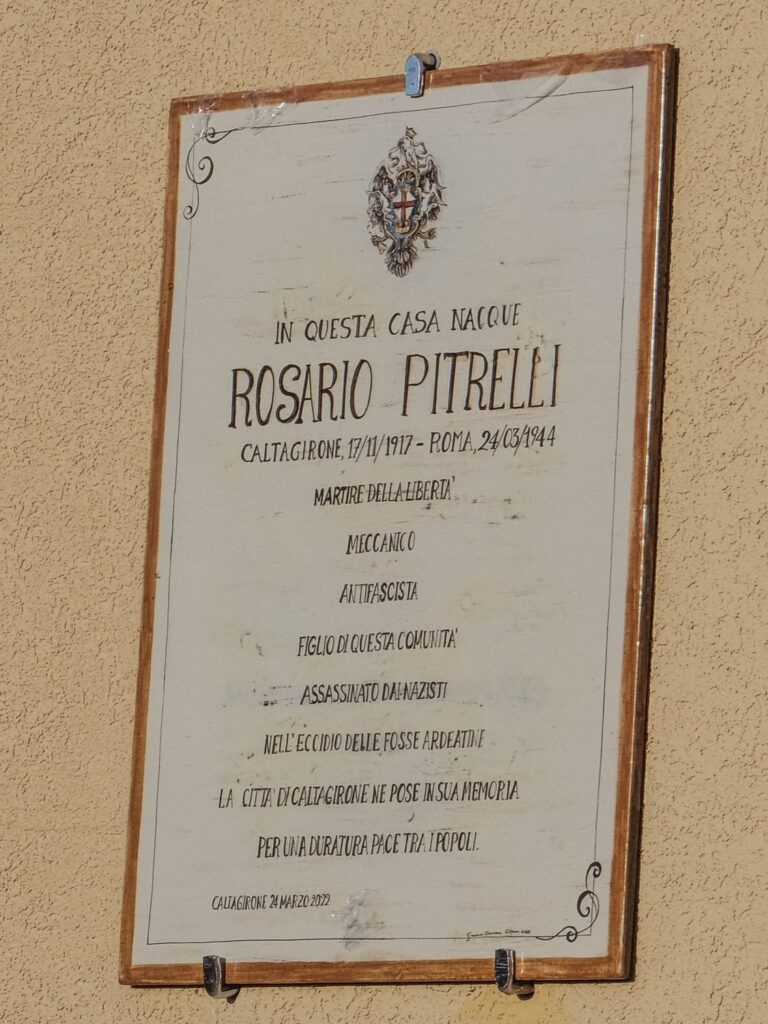 IN QUESTA CASA NACQUE
ROSARIO PITRELLI
CALTAGIRONE, 17/11/1917 - ROMA, 24/03/1944
MARTIRE DELLA LIBERTA'
MECCANICO
ANTIFASCISTA
FIGLIO DI QUESTA COMUNITA'
ASSASSINATO DAI NAZISTI
NELL'ECCIDIO DELLE FOSSE ARDEATINE
LA CITTA' DI CALTAGIRONE NE POSE IN SUA MEMORIA
PER UNA DURATURA PACE TRA I POPOLI.
CALTAGIRONE 24 MARZO 2022